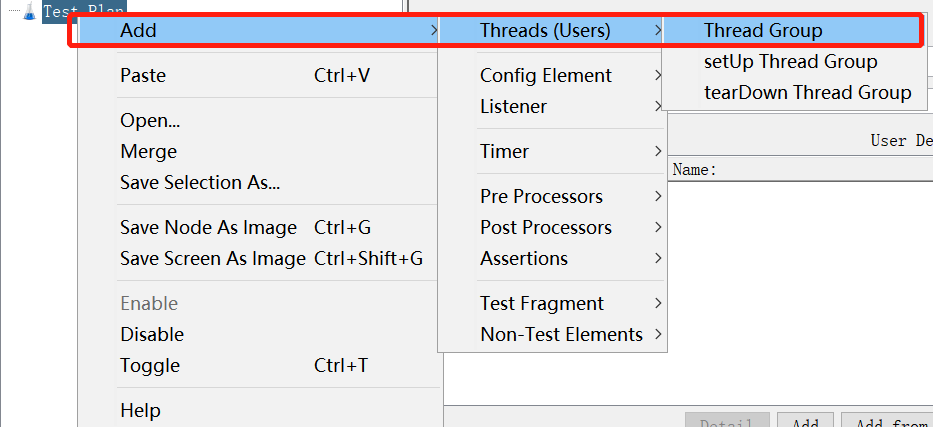 Test Plan
Add
Threads (Users)
Thread Group
setUp Thread Group
tearDown Thread Group
Paste Ctrl+V
Open...
Merge
Save Selection As...
Save Node As Image Ctrl+G
Save Screen As Image Ctrl+Shift+G
Enable
Disable
Toggle Ctrl+T
Help
Config Element
Listener
Timer
Pre Processors
Post Processors
Assertions
Test Fragment
Non-Test Elements
User De
Name:
Detail Add Add from